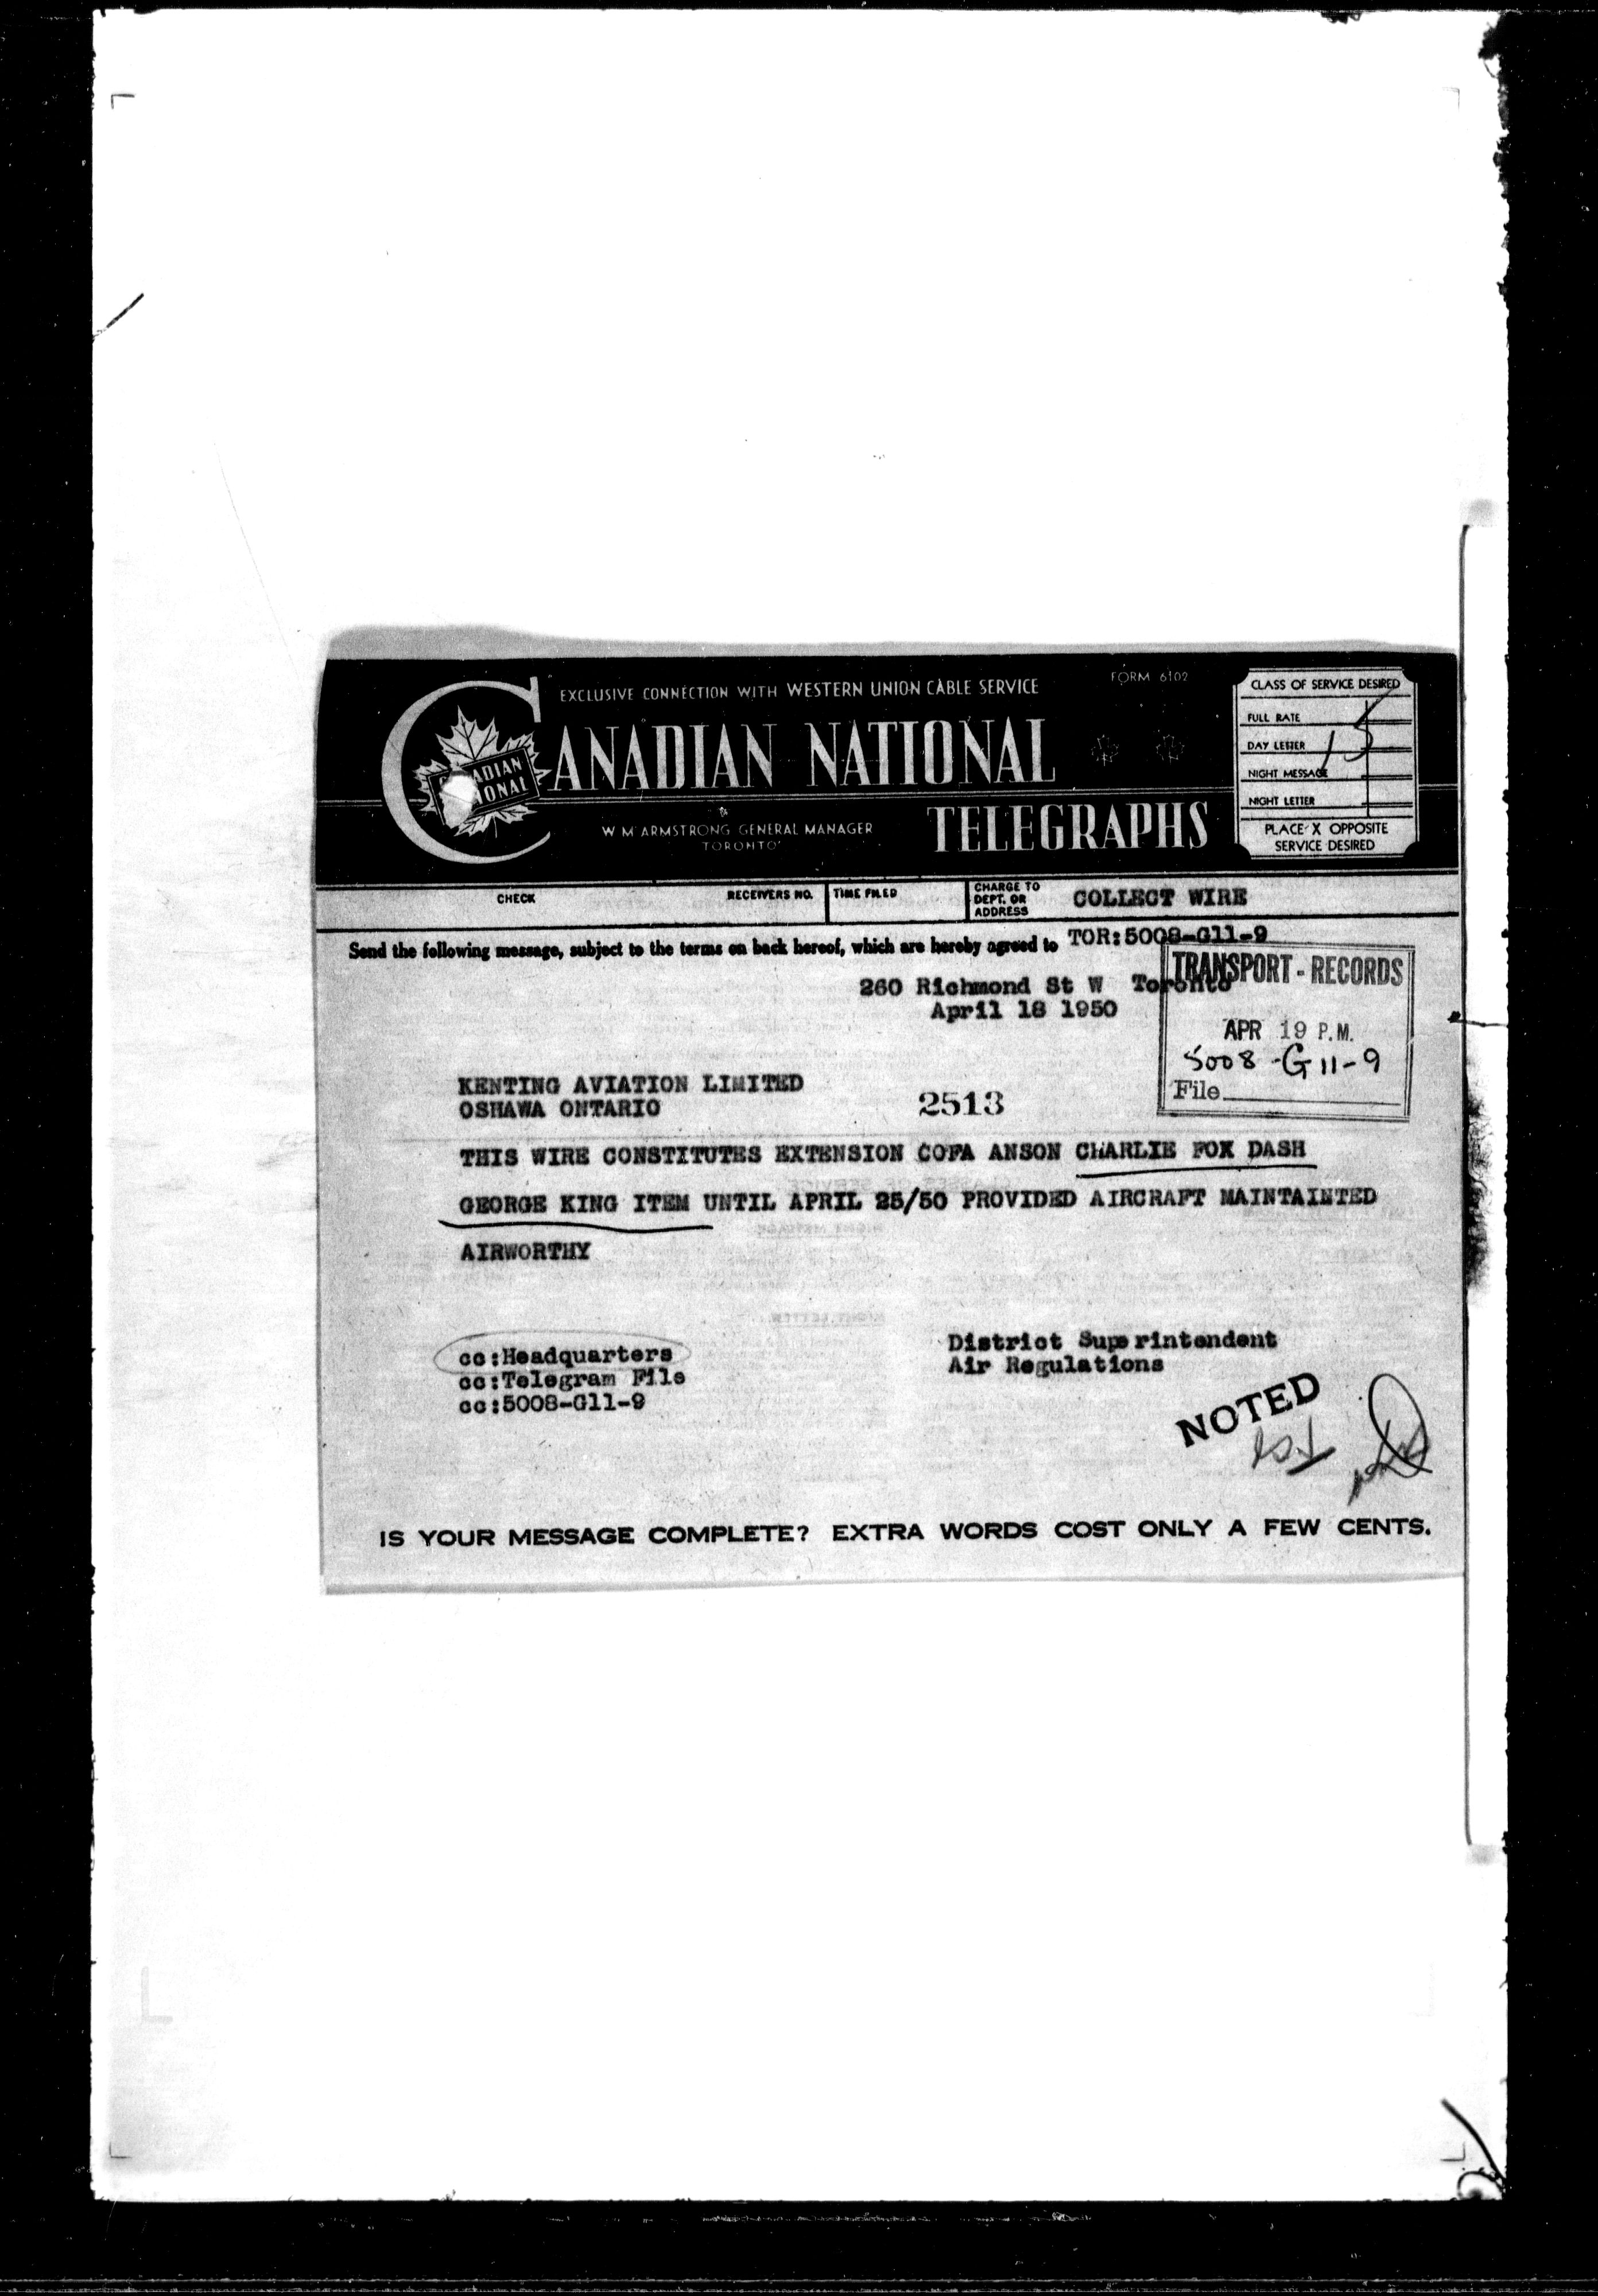 EXCLUSIVE CONNECTION WITH WESTERN UNION CABLE SERVICE
FORM 6102
CANADIAN NATIONAL
TELEGRAPHS
W M ARMSTRONG GENERAL MANAGER
TORONTO
CLASS OF SERVICE DESIRED
FULL RATE
DAY LETTER
NIGHT MESSAGE
NIGHT LETTER
PLACE X OPPOSITE
SERVICE DESIRED
15
CHECK
RECEIVERS NO.
TIME FILED
CHARGE TO
DEPT. OR
ADDRESS
COLLECT WIRE
Send the following message, subject to the terms on back hereof, which are hereby agreed to
TOR:5008-G11-9
260 Richmond St W Toronto
April 18 1950
TRANSPORT - RECORDS
APR 19 P.M.
5008-G11-9
File
KENTING AVIATION LIMITED
OSHAWA ONTARIO
2513
THIS WIRE CONSTITUTES EXTENSION COFA ANSON CHARLIE FOX DASH
GEORGE KING ITEM UNTIL APRIL 25/50 PROVIDED AIRCRAFT MAINTAINTED
AIRWORTHY
cc:Headquarters
cc:Telegram File
cc:5008-G11-9
District Superintendent
Air Regulations
NOTED
IS YOUR MESSAGE COMPLETE? EXTRA WORDS COST ONLY A FEW CENTS.